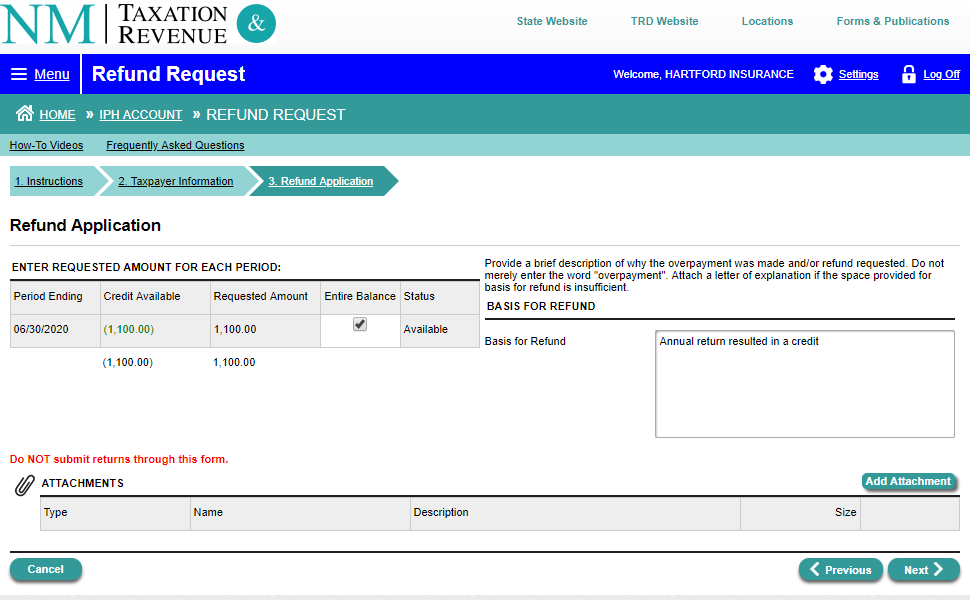 NM TAXATION & REVENUE
State Website TRD Website Locations Forms & Publications
Menu Refund Request Welcome, HARTFORD INSURANCE Settings Log Off
HOME » IPH ACCOUNT » REFUND REQUEST
How-To Videos Frequently Asked Questions
1. Instructions 2. Taxpayer Information 3. Refund Application
Refund Application
ENTER REQUESTED AMOUNT FOR EACH PERIOD:
Period Ending Credit Available Requested Amount Entire Balance Status
06/30/2020 (1,100.00) 1,100.00 Available
(1,100.00) 1,100.00
Provide a brief description of why the overpayment was made and/or refund requested. Do not
merely enter the word "overpayment". Attach a letter of explanation if the space provided for
basis for refund is insufficient.
BASIS FOR REFUND
Basis for Refund Annual return resulted in a credit
Do NOT submit returns through this form.
ATTACHMENTS Add Attachment
Type Name Description Size
Cancel Previous Next